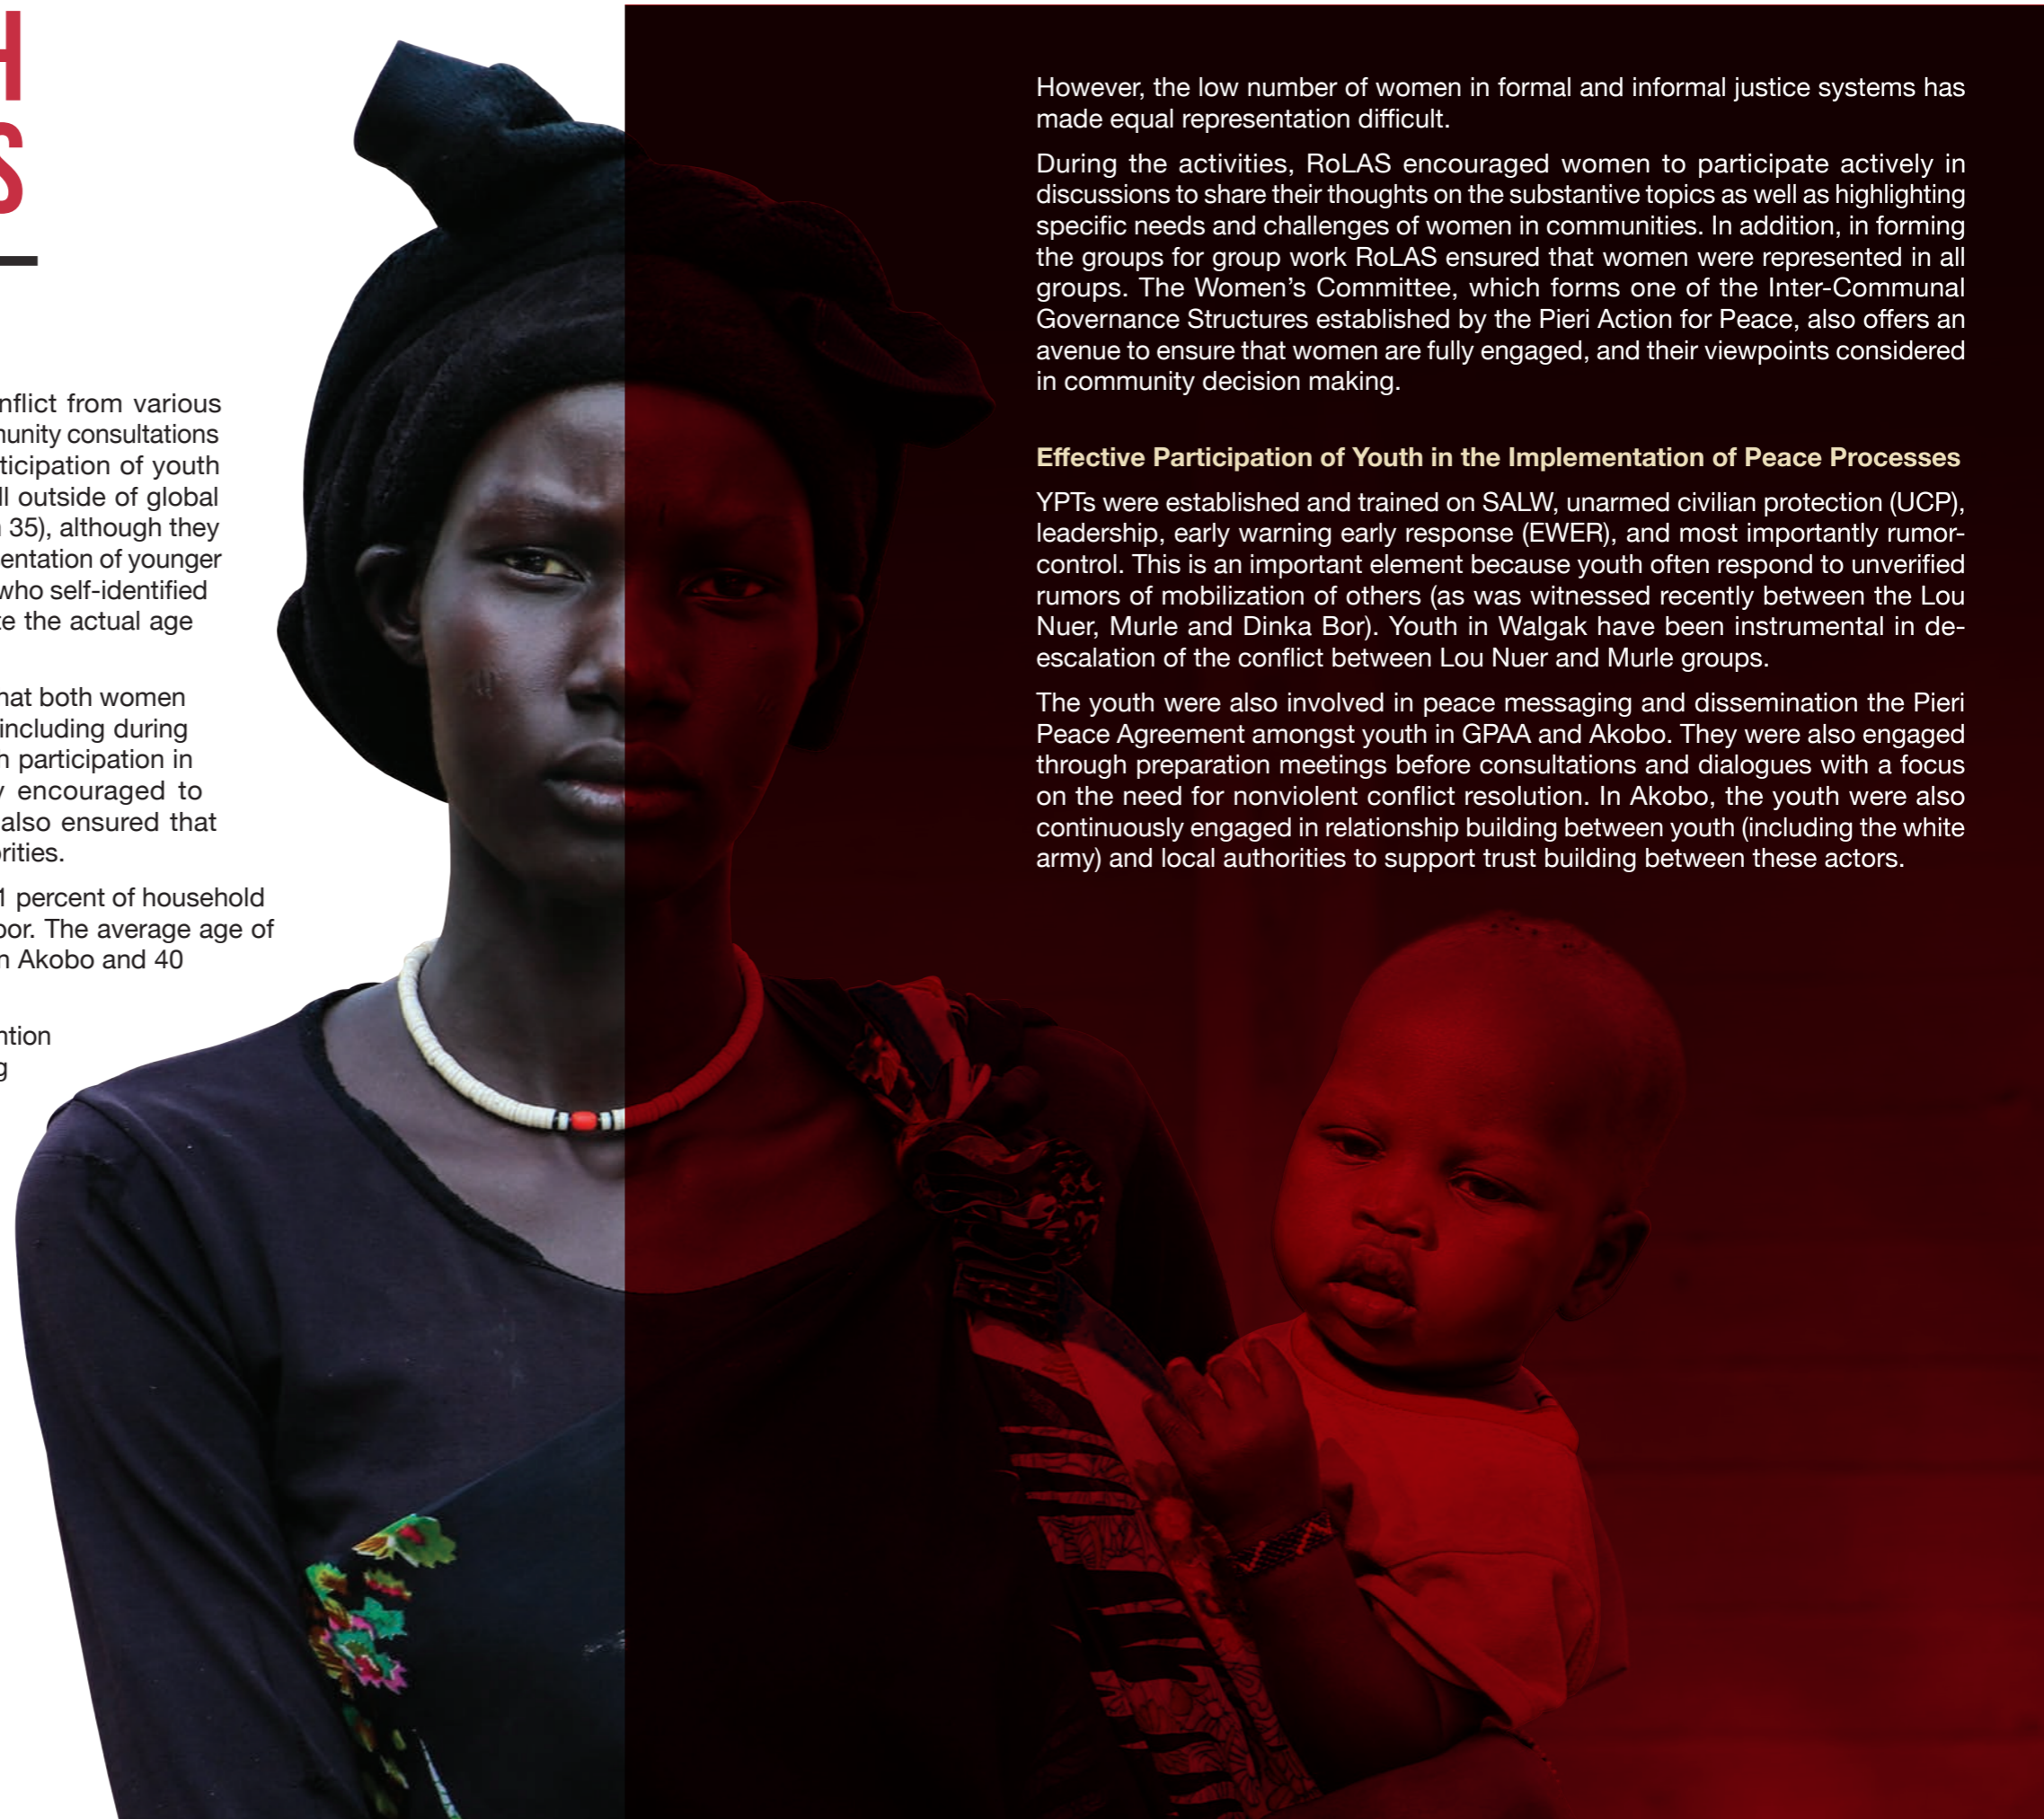 H
S
nflict from various
consultations
of youth
outside of global
35), although they
of younger
who self-identified
the actual age
hat both women
including during
participation in
encouraged to
also ensured that
1 percent of household
The average age of
Akobo and 40
However, the low number of women in formal and informal justice systems has
made equal representation difficult.
During the activities, RoLAS encouraged women to participate actively in
discussions to share their thoughts on the substantive topics as well as highlighting
specific needs and challenges of women in communities. In addition, in forming
the groups for group work RoLAS ensured that women were represented in all
groups. The Women’s Committee, which forms one of the Inter-Communal
Governance Structures established by the Pieri Action for Peace, also offers an
avenue to ensure that women are fully engaged, and their viewpoints considered
in community decision making.
Effective Participation of Youth in the Implementation of Peace Processes
YPTs were established and trained on SALW, unarmed civilian protection (UCP),
leadership, early warning early response (EWER), and most importantly rumor-
control. This is an important element because youth often respond to unverified
rumors of mobilization of others (as was witnessed recently between the Lou
Nuer, Murle and Dinka Bor). Youth in Walgak have been instrumental in de-
escalation of the conflict between Lou Nuer and Murle groups.
The youth were also involved in peace messaging and dissemination the Pieri
Peace Agreement amongst youth in GPAA and Akobo. They were also engaged
through preparation meetings before consultations and dialogues with a focus
on the need for nonviolent conflict resolution. In Akobo, the youth were also
continuously engaged in relationship building between youth (including the white
army) and local authorities to support trust building between these actors.